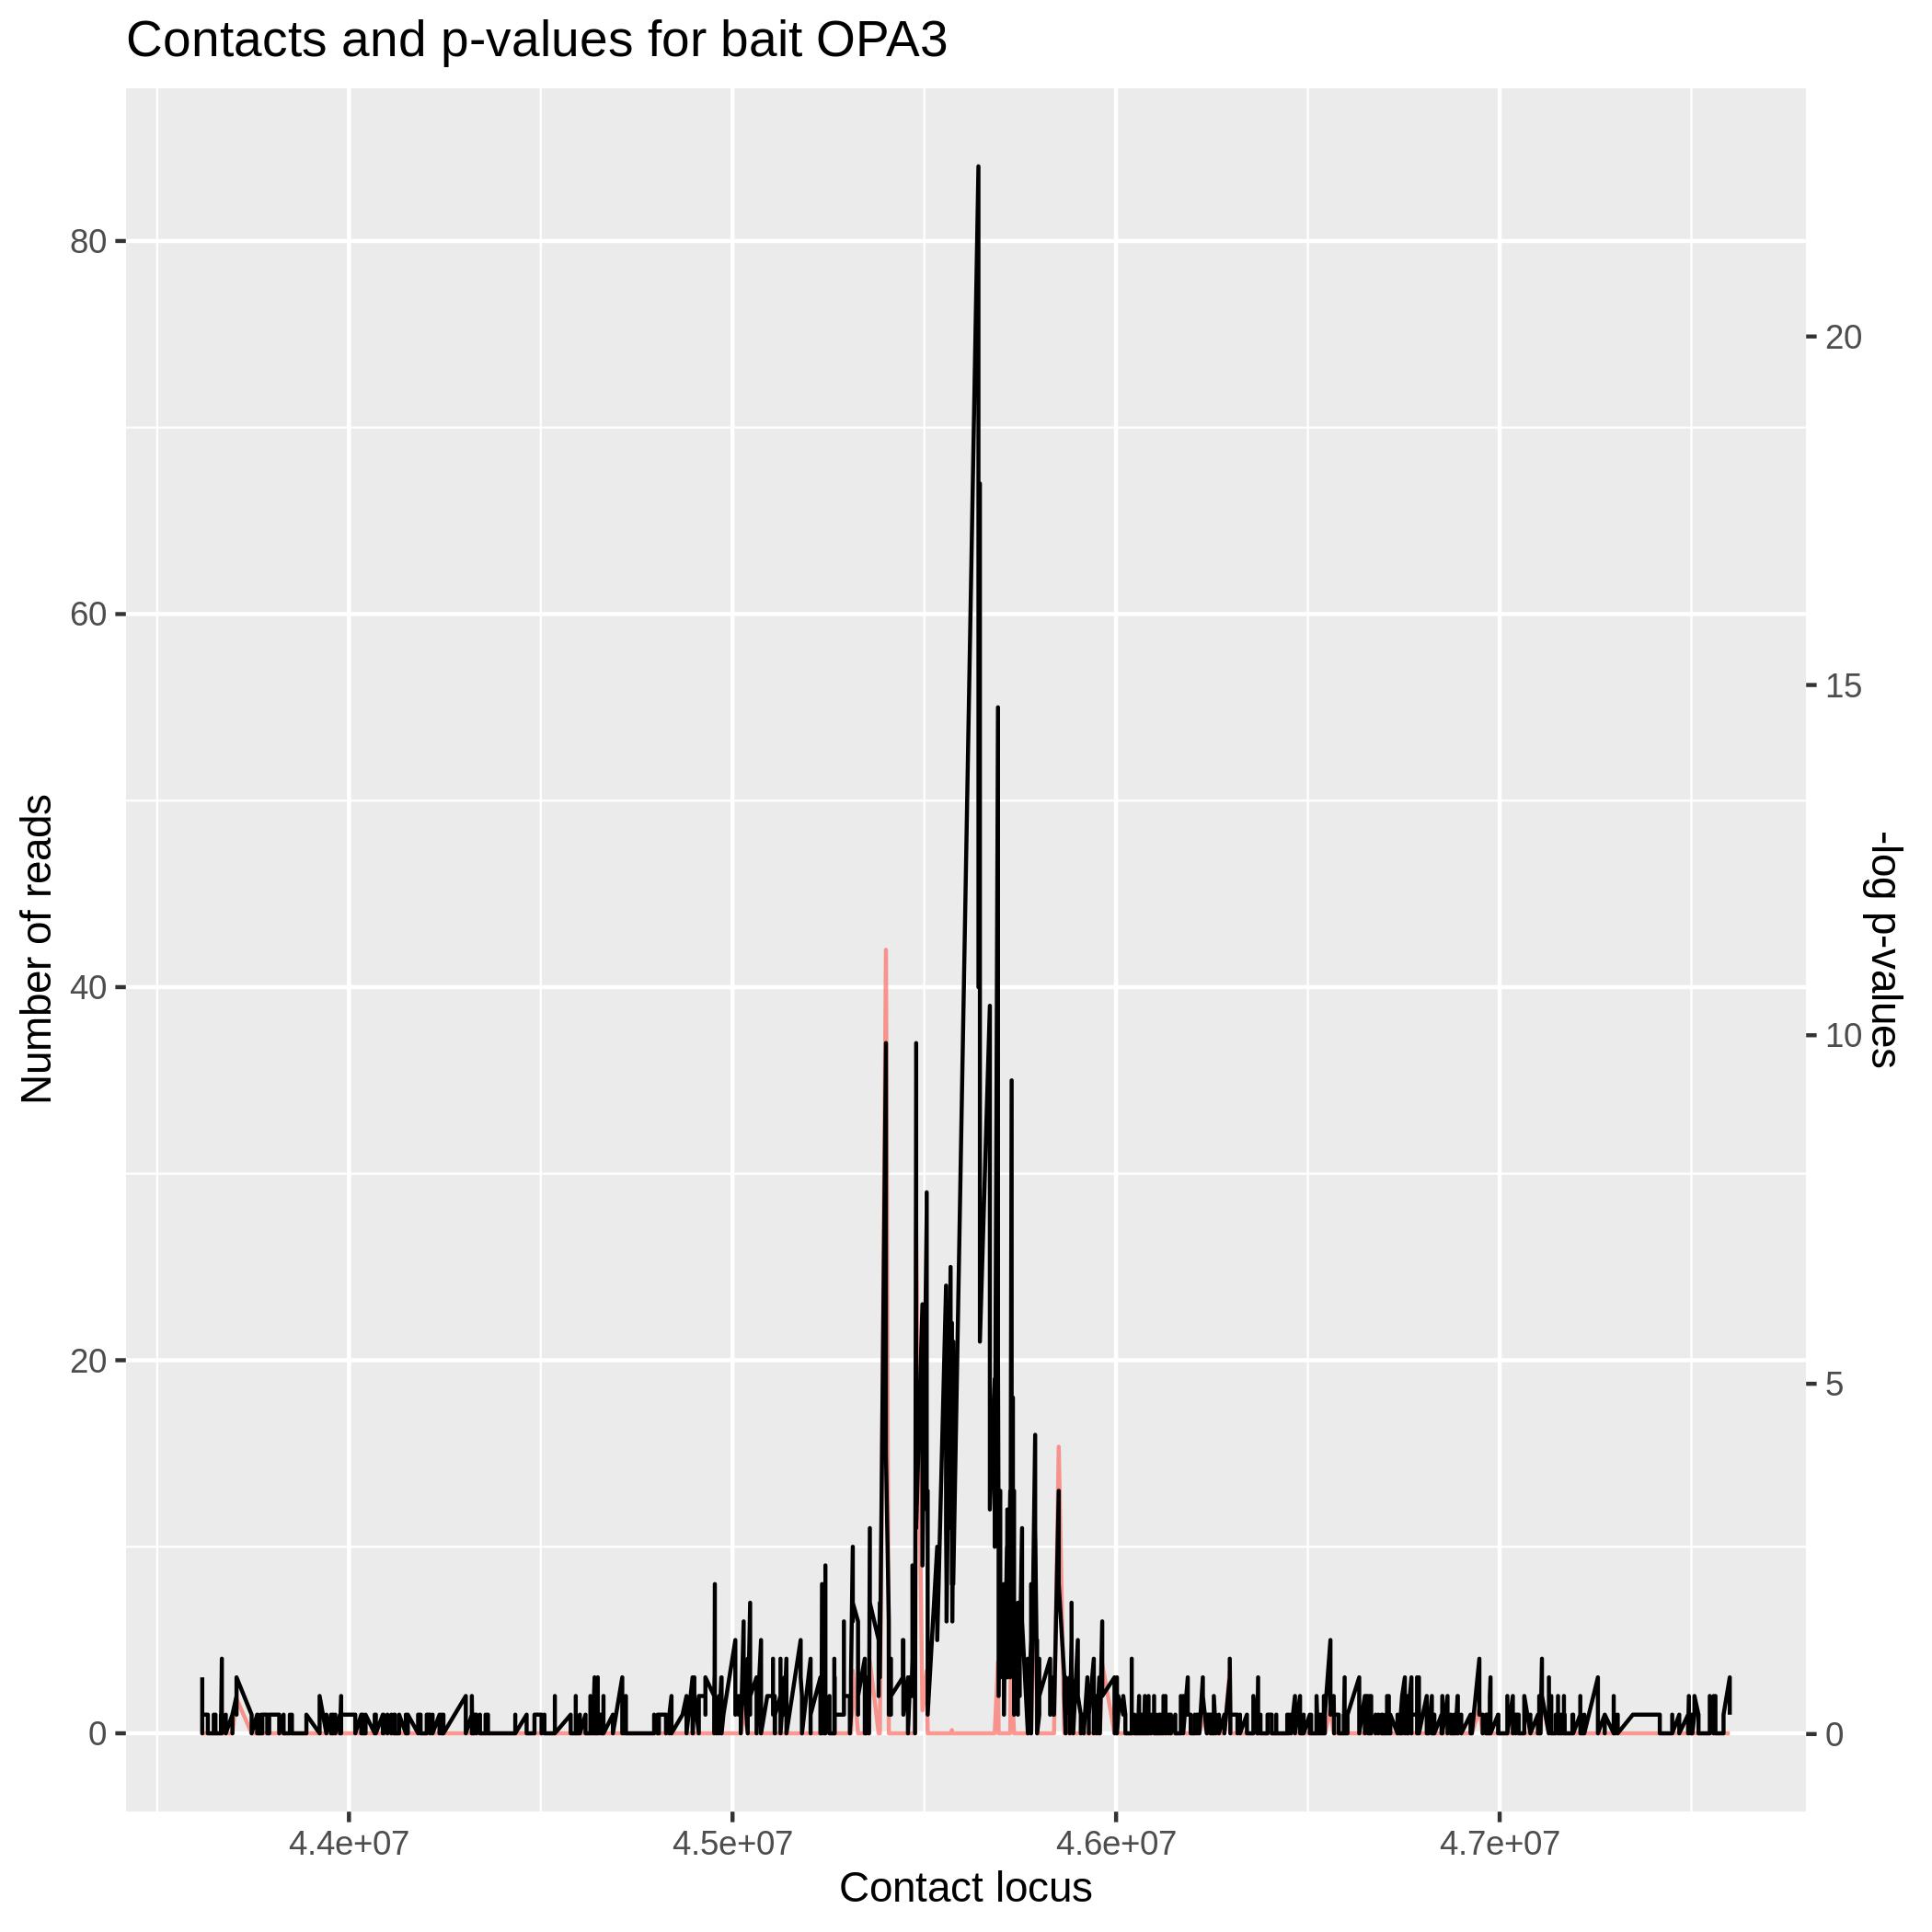 Contacts and p-values for bait OPA3
80
60
40
20
0
Number of reads
20
15
10
5
0
-log p-values
4.4e+07 4.5e+07 4.6e+07 4.7e+07
Contact locus